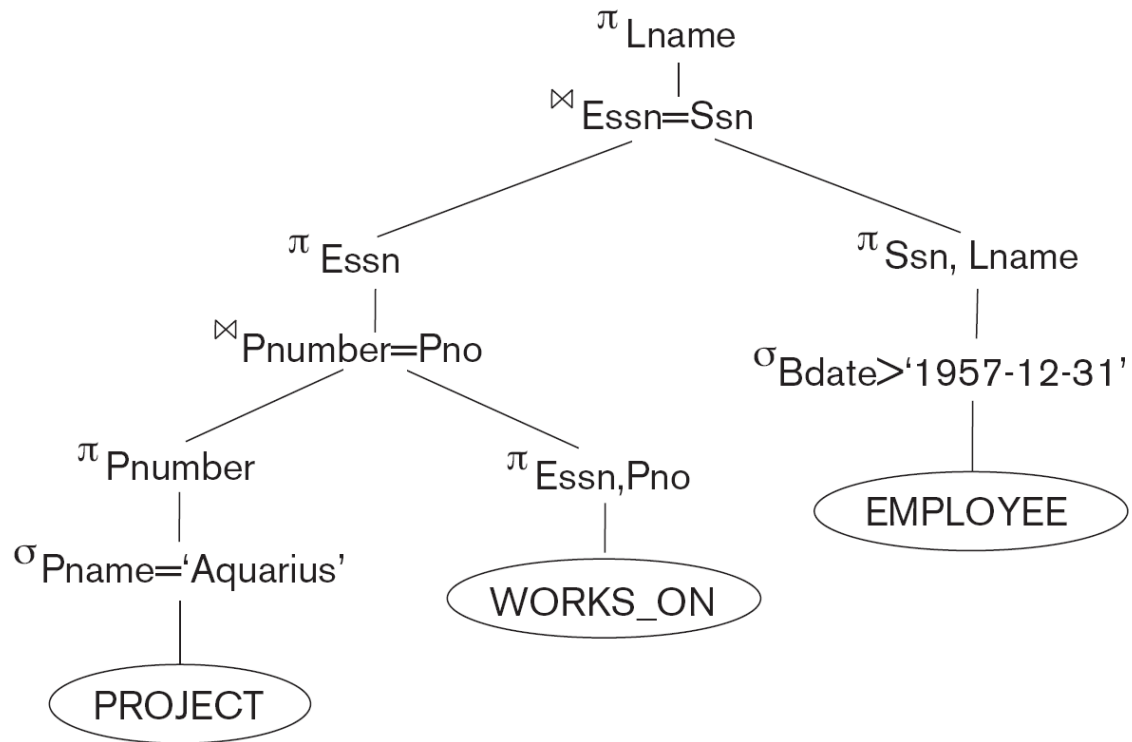 π Lname
⋈ Essn=Ssn
π Essn
π Ssn, Lname
⋈ Pnumber=Pno
σ Bdate>‘1957-12-31’
π Pnumber
π Essn,Pno
EMPLOYEE
σ Pname=‘Aquarius’
WORKS_ON
PROJECT